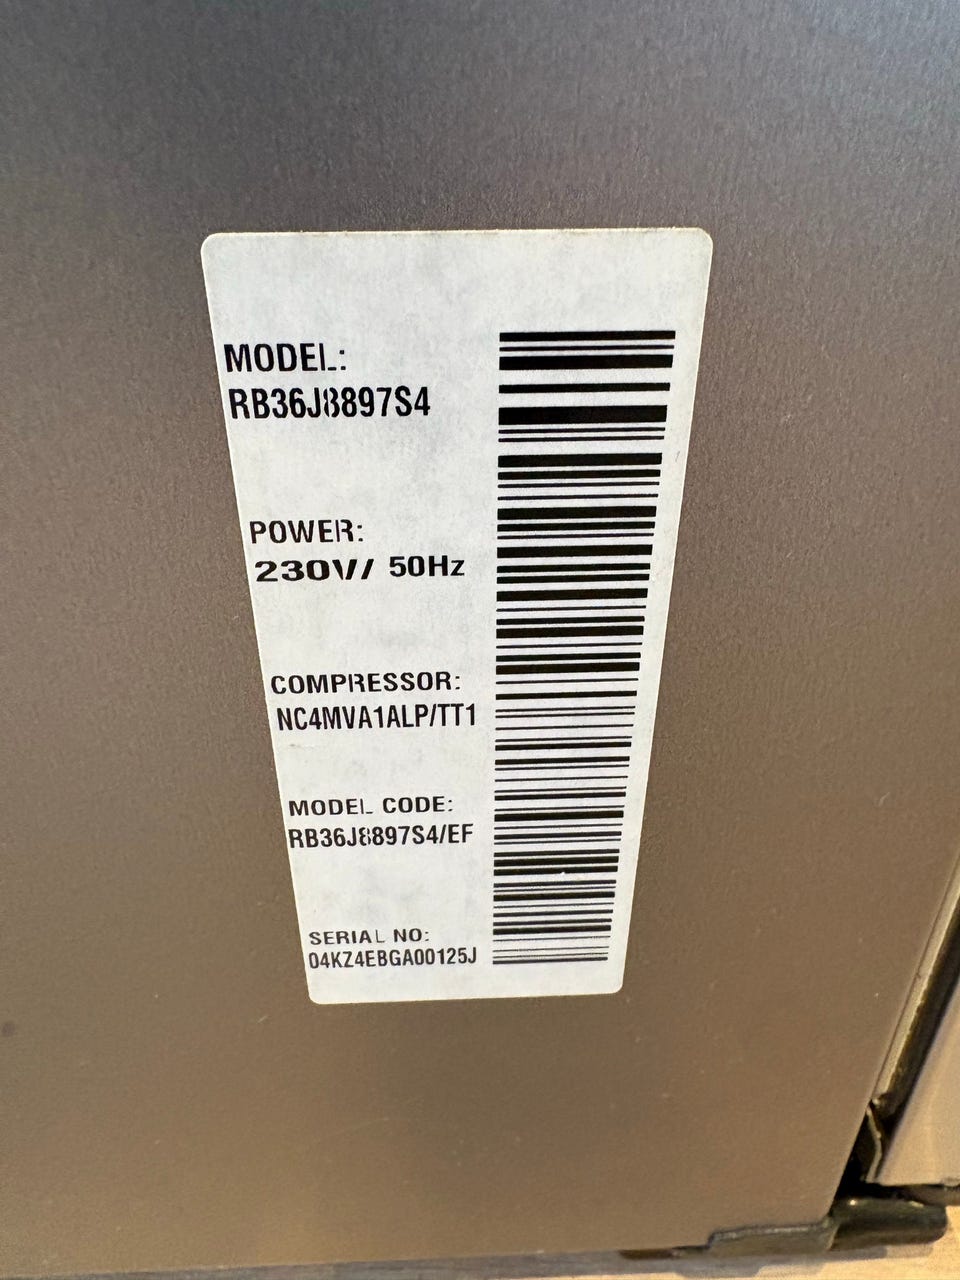 MODEL:
RB36J8897S4
POWER:
230V/ 50Hz
COMPRESSOR:
NC4MVA1ALP/TT1
MODEL CODE:
RB36J8897S4/EF
SERIAL NO:
04KZ4EBGA00125J